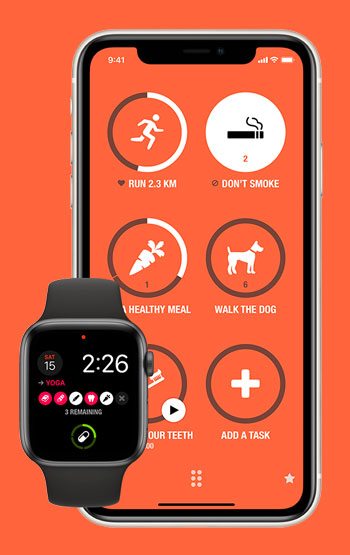 9:41
2
RUN 2.3 KM
DON'T SMOKE
1
6
HEALTHY MEAL
WALK THE DOG
OUR TEETH
ADD A TASK
SAT
15
2:26
→ YOGA
3 REMAINING